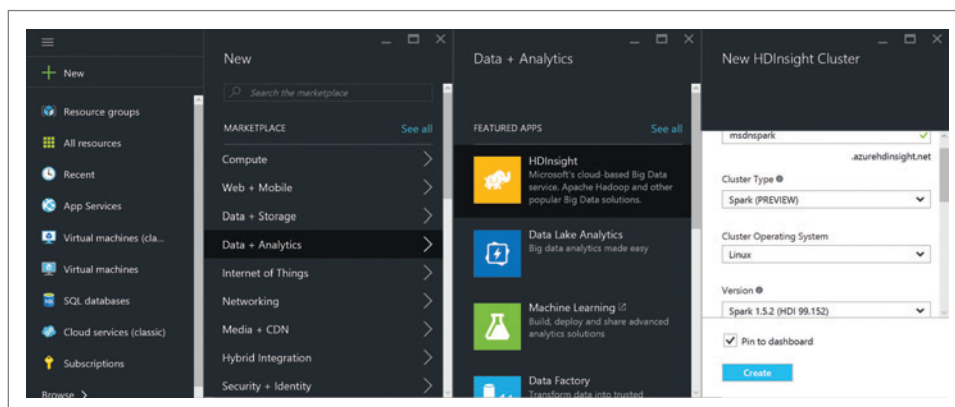 New
Resource groups
All resources
Recent
App Services
Virtual machines (cla...
Virtual machines
SQL databases
Cloud services (classic)
Subscriptions
Browse >
New
Search the marketplace
MARKETPLACE
See all
Compute
Web + Mobile
Data + Storage
Data + Analytics
Internet of Things
Networking
Media + CDN
Hybrid Integration
Security + Identity
Data + Analytics
FEATURED APPS
See all
HDInsight
Microsoft's cloud-based Big Data
service. Apache Hadoop and other
popular Big Data solutions.
Data Lake Analytics
Big data analytics made easy
Machine Learning
Build, deploy and share advanced
analytics solutions
Data Factory
Transform data into trusted
New HDInsight Cluster
msdnspark
.azurehdinsight.net
Cluster Type
Spark (PREVIEW)
Cluster Operating System
Linux
Version
Spark 1.5.2 (HDI 99.152)
Pin to dashboard
Create